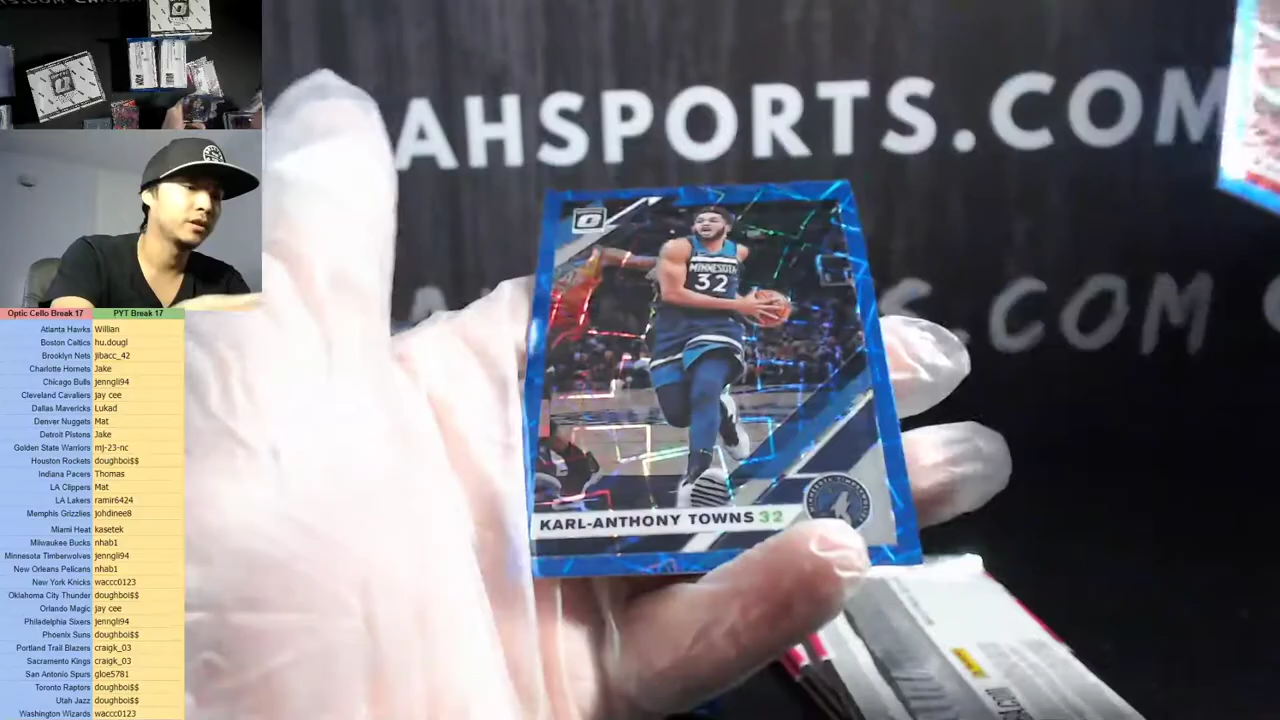 AHSPORTS.COM
S.COM
MINNESOTA
32
KARL-ANTHONY TOWNS 32
Optic Cello Break 17 PYT Break 17
Atlanta Hawks Willian
Boston Caltics hu.dougl
Brooklyn Nets jibacc_42
Charlotte Hornets Jake
Chicago Bulls jenngli94
Cleveland Cavaliers jay cee
Dallas Mavericks Lukad
Denver Nuggets Mat
Detroit Pistons Jake
Golden State Warriors mj-23-nc
Houston Rockets doughboi$$
Indiana Pacers Thomas
LA Clippers Mat
LA Lakers ramir6424
Memphis Grizzlies johdinee8
Miami Heat kasetek
Milwaukee Bucks nhab1
Minnesota Timberwolves jenngli94
New Orleans Pelicans nhab1
New York Knicks waccc0123
Oklahoma City Thunder doughboi$$
Orlando Magic jay cee
Philadelphia Sixers jenngli94
Phoenix Suns doughboi$$
Portland Trail Blazers craigk_03
Sacramento Kings craigk_03
San Antonio Spurs gloe5781
Toronto Raptors doughboi$$
Utah Jazz doughboi$$
Washington Wizards waccc0123